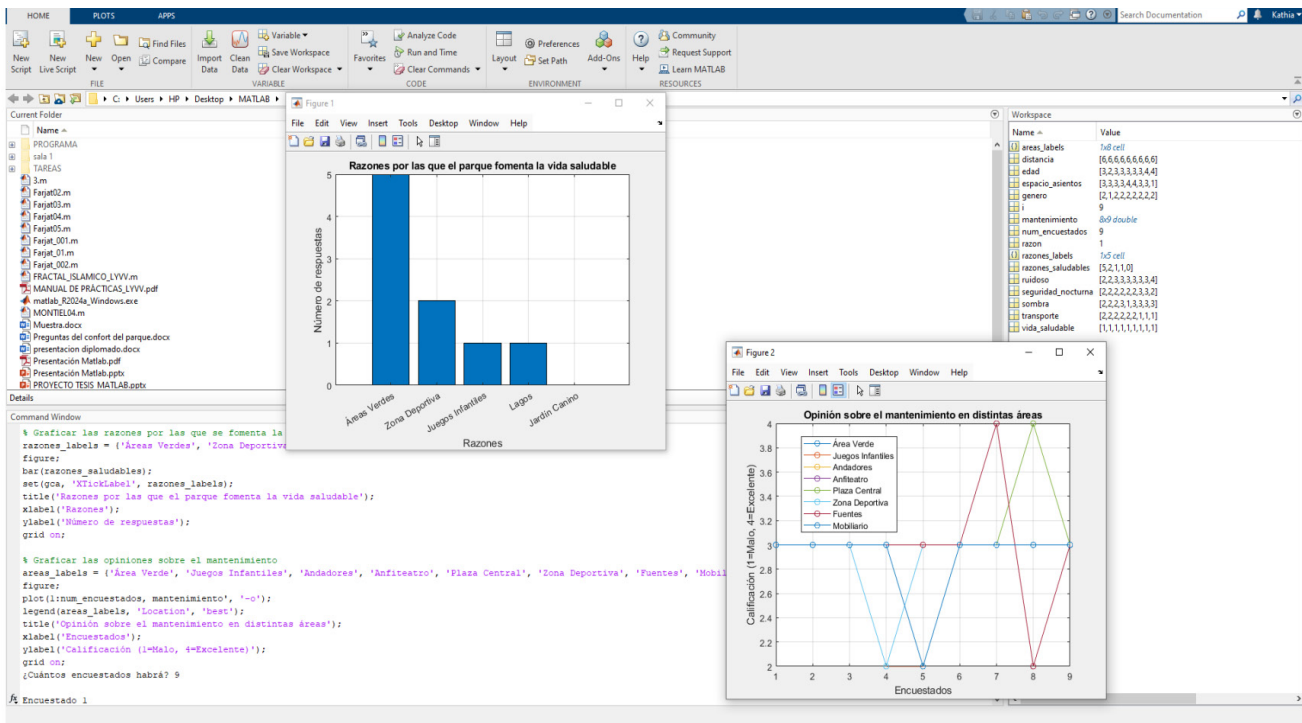 HOME PLOTS APPS
Search Documentation Kathia
New Script
New Live Script
New
Open
Find Files
Compare
Import Data
Clean Data
Variable
Save Workspace
Clear Workspace
Favorites
Analyze Code
Run and Time
Clear Commands
Layout
Preferences
Set Path
Add-Ons
Help
Community
Request Support
Learn MATLAB
FILE VARIABLE CODE ENVIRONMENT RESOURCES
C: Users HP Desktop MATLAB
Current Folder
Name
PROGRAMA
sala 1
TAREAS
3.m
Farjat02.m
Farjat03.m
Farjat04.m
Farjat05.m
Farjat_001.m
Farjat_01.m
Farjat_002.m
FRACTAL_ISLAMICO_LYVV.m
MANUAL DE PRÁCTICAS_LYVV.pdf
matlab_R2024a_Windows.exe
MONTIEL04.m
Muestra.docx
Preguntas del confort del parque.docx
presentacion diplomado.docx
Presentación Matlab.pdf
Presentación Matlab.pptx
PROYECTO TESIS MATLAB.pptx
Details
Command Window
% Graficar las razones por las que se fomenta la
razones_labels = {'Áreas Verdes', 'Zona Deportiva
figure;
bar(razones_saludables);
set(gca, 'XTickLabel', razones_labels);
title('Razones por las que el parque fomenta la vida saludable');
xlabel('Razones');
ylabel('Número de respuestas');
grid on;
% Graficar las opiniones sobre el mantenimiento
areas_labels = {'Área Verde', 'Juegos Infantiles', 'Andadores', 'Anfiteatro', 'Plaza Central', 'Zona Deportiva', 'Fuentes', 'Mobil
figure;
plot(1:num_encuestados, mantenimiento', '-o');
legend(areas_labels, 'Location', 'best');
title('Opinión sobre el mantenimiento en distintas áreas');
xlabel('Encuestados');
ylabel('Calificación (1=Malo, 4=Excelente)');
grid on;
¿Cuántos encuestados habrá? 9
fx Encuestado 1
Figure 1
File Edit View Insert Tools Desktop Window Help
Razones por las que el parque fomenta la vida saludable
Número de respuestas
5
4
3
2
1
0
Áreas Verdes
Zona Deportiva
Juegos Infantiles
Lagos
Jardín Canino
Razones
Figure 2
File Edit View Insert Tools Desktop Window Help
Opinión sobre el mantenimiento en distintas áreas
Calificación (1=Malo, 4=Excelente)
4
3.8
3.6
3.4
3.2
3
2.8
2.6
2.4
2.2
2
Área Verde
Juegos Infantiles
Andadores
Anfiteatro
Plaza Central
Zona Deportiva
Fuentes
Mobiliario
1 2 3 4 5 6 7 8 9
Encuestados
Workspace
Name Value
areas_labels 1x8 cell
distancia [6,6,6,6,6,6,6,6,6]
edad [3,2,3,3,3,3,3,4,4]
espacio_asientos [3,3,3,4,4,3,3,3,1]
genero [2,1,2,2,2,2,2,2,2]
i 9
mantenimiento 8x9 double
num_encuestados 9
razon 1
razones_labels 1x5 cell
razones_saludables [5,2,1,1,0]
ruidoso [2,2,3,3,3,3,3,3,4]
seguridad_nocturna [2,2,2,2,2,2,3,3,2]
sombra [2,2,2,3,1,3,3,3,3]
transporte [2,2,2,2,2,2,1,1,1]
vida_saludable [1,1,1,1,1,1,1,1,1]